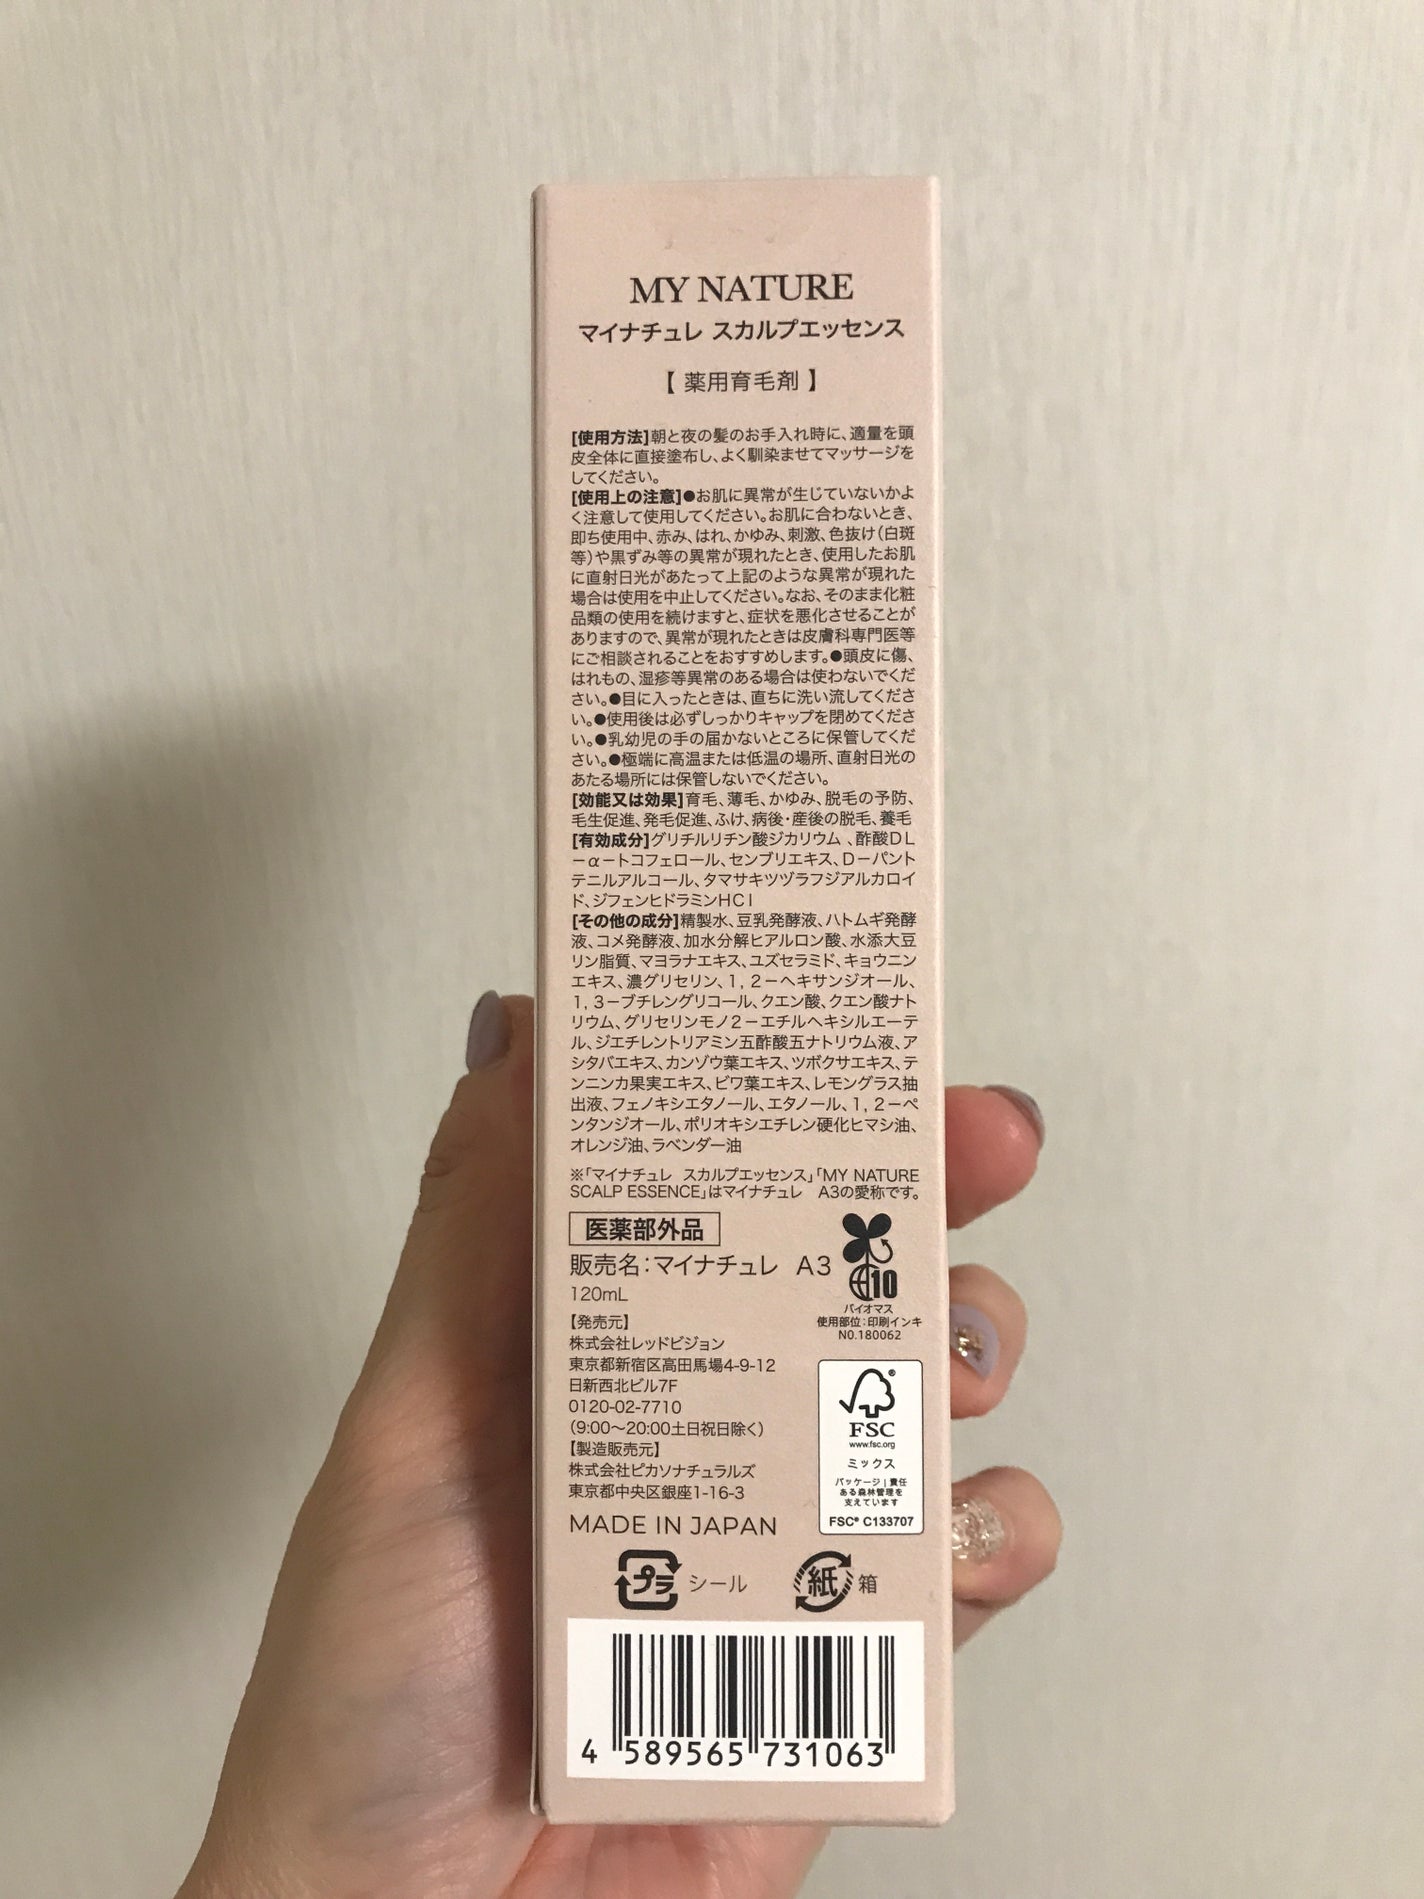 MY NATURE
マイナチュレ スカルプエッセンス
【 薬用育毛剤 】
[使用方法]朝と夜の髪のお手入れ時に、適量を頭
皮全体に直接塗布し、よく馴染ませてマッサージを
してください。
[使用上の注意]●お肌に異常が生じていないかよ
く注意して使用してください。お肌に合わないとき、
即ち使用中、赤み、はれ、かゆみ、刺激、色抜け(白斑
等)や黒ずみ等の異常が現れたとき、使用したお肌
に直射日光があたって上記のような異常が現れた
場合は使用を中止してください。なお、そのまま化粧
品類の使用を続けますと、症状を悪化させることが
ありますので、異常が現れたときは皮膚科専門医等
にご相談されることをおすすめします。●頭皮に傷、
はれもの、湿疹等異常のある場合は使わないでくだ
さい。●目に入ったときは、直ちに洗い流してくださ
い。●使用後は必ずしっかりキャップを閉めてくださ
い。●乳幼児の手の届かないところに保管してくだ
さい。●極端に高温または低温の場所、直射日光の
あたる場所には保管しないでください。
[効能又は効果]育毛、薄毛、かゆみ、脱毛の予防、
毛生促進、発毛促進、ふけ、病後・産後の脱毛、養毛
[有効成分]グリチルリチン酸ジカリウム 、酢酸DL
－α－トコフェロール、センブリエキス、D－パント
テニルアルコール、タマサキツヅラフジアルカロイ
ド、ジフェンヒドラミンHCl
[その他の成分]精製水、豆乳発酵液、ハトムギ発酵
液、コメ発酵液、加水分解ヒアルロン酸、水添大豆
リン脂質、マヨラナエキス、ユズセラミド、キョウニン
エキス、濃グリセリン、1, 2－ヘキサンジオール、
1, 3－ブチレングリコール、クエン酸、クエン酸ナト
リウム、グリセリンモノ2－エチルヘキシルエーテ
ル、ジエチレントリアミン五酢酸五ナトリウム液、ア
シタバエキス、カンゾウ葉エキス、ツボクサエキス、テ
ンニンカ果実エキス、ビワ葉エキス、レモングラス抽
出液、フェノキシエタノール、エタノール、1, 2－ペ
ンタンジオール、ポリオキシエチレン硬化ヒマシ油、
オレンジ油、ラベンダー油
※「マイナチュレ スカルプエッセンス」「MY NATURE
SCALP ESSENCE」はマイナチュレ A3の愛称です。
医薬部外品
販売名：マイナチュレ A3
120mL
【発売元】
株式会社レッドビジョン
東京都新宿区高田馬場4-9-12
日新西北ビル7F
0120-02-7710
(9:00～20:00土日祝日除く)
【製造販売元】
株式会社ピカソナチュラルズ
東京都中央区銀座1-16-3
MADE IN JAPAN
10
バイオマス
使用部位：印刷インキ
NO.180062
®
FSC
www.fsc.org
ミックス
パッケージ | 責任
ある森林管理を
支えています
FSC® C133707
プラ シール
紙 箱
4 589565 731063